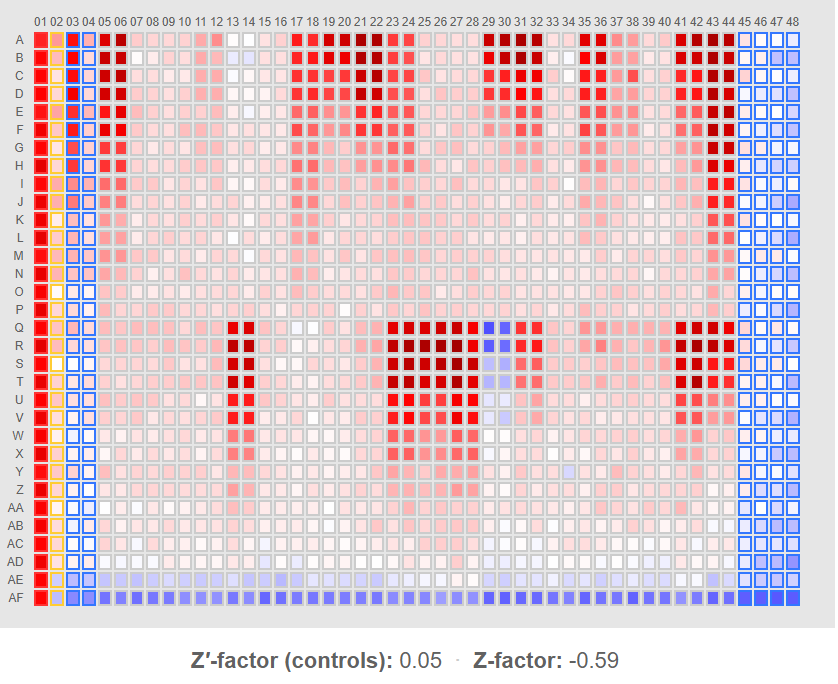 01 02 03 04 05 06 07 08 09 10 11 12 13 14 15 16 17 18 19 20 21 22 23 24 25 26 27 28 29 30 31 32 33 34 35 36 37 38 39 40 41 42 43 44 45 46 47 48
A
B
C
D
E
F
G
H
I
J
K
L
M
N
O
P
Q
R
S
T
U
V
W
X
Y
Z
AA
AB
AC
AD
AE
AF
Z′-factor (controls): 0.05 · Z-factor: -0.59